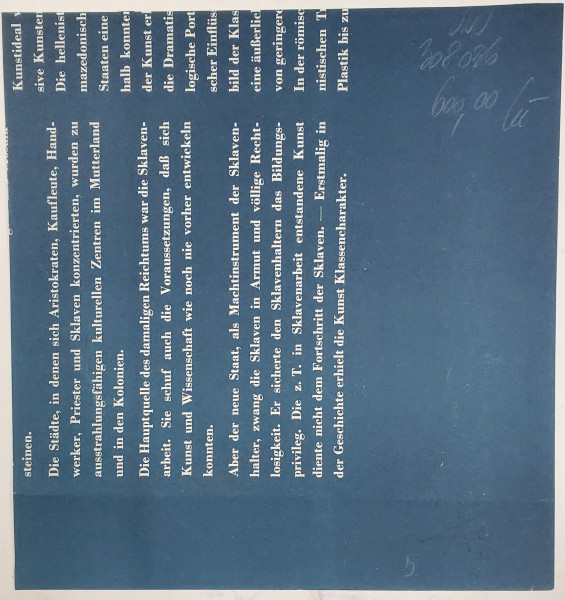 steinen.
Die Städte, in denen sich Aristokraten, Kaufleute, Hand-
werker, Priester und Sklaven konzentrierten, wurden zu
ausstrahlungsfähigen kulturellen Zentren im Mutterland
und in den Kolonien.
Die Hauptquelle des damaligen Reichtums war die Sklaven-
arbeit. Sie schuf auch die Voraussetzungen, daß sich
Kunst und Wissenschaft wie noch nie vorher entwickeln
konnten.
Aber der neue Staat, als Machtinstrument der Sklaven-
halter, zwang die Sklaven in Armut und völlige Recht-
losigkeit. Er sicherte den Sklavenhaltern das Bildungs-
privileg. Die z. T. in Sklavenarbeit entstandene Kunst
diente nicht dem Fortschritt der Sklaven. — Erstmalig in
der Geschichte erhielt die Kunst Klassencharakter.
Kunstideal
sive Kunsten
Die hellenist
mazedonisch
Staaten eine
halb konnte
der Kunst er
die Dramatis
logische Port
scher Einflüs
bild der Klas
eine äußerlic
von geringere
In der römise
nistischen T
Plastik bis zu
600,00